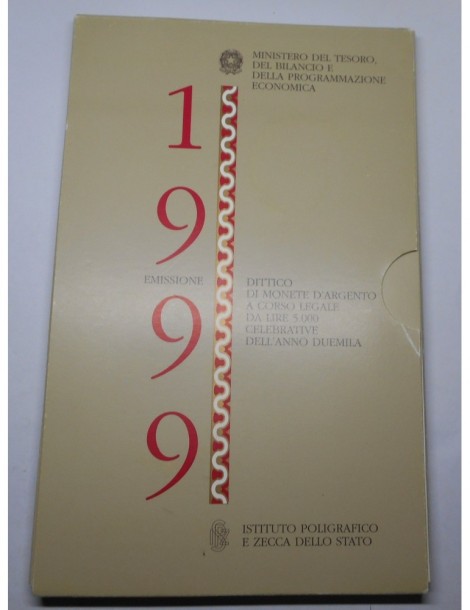 MINISTERO DEL TESORO,
DEL BILANCIO E
DELLA PROGRAMMAZIONE
ECONOMICA
1
9
9
9
EMISSIONE
DITTICO
DI MONETE D'ARGENTO
A CORSO LEGALE
DA LIRE 5.000
CELEBRATIVE
DELL'ANNO DUEMILA
ISTITUTO POLIGRAFICO
E ZECCA DELLO STATO